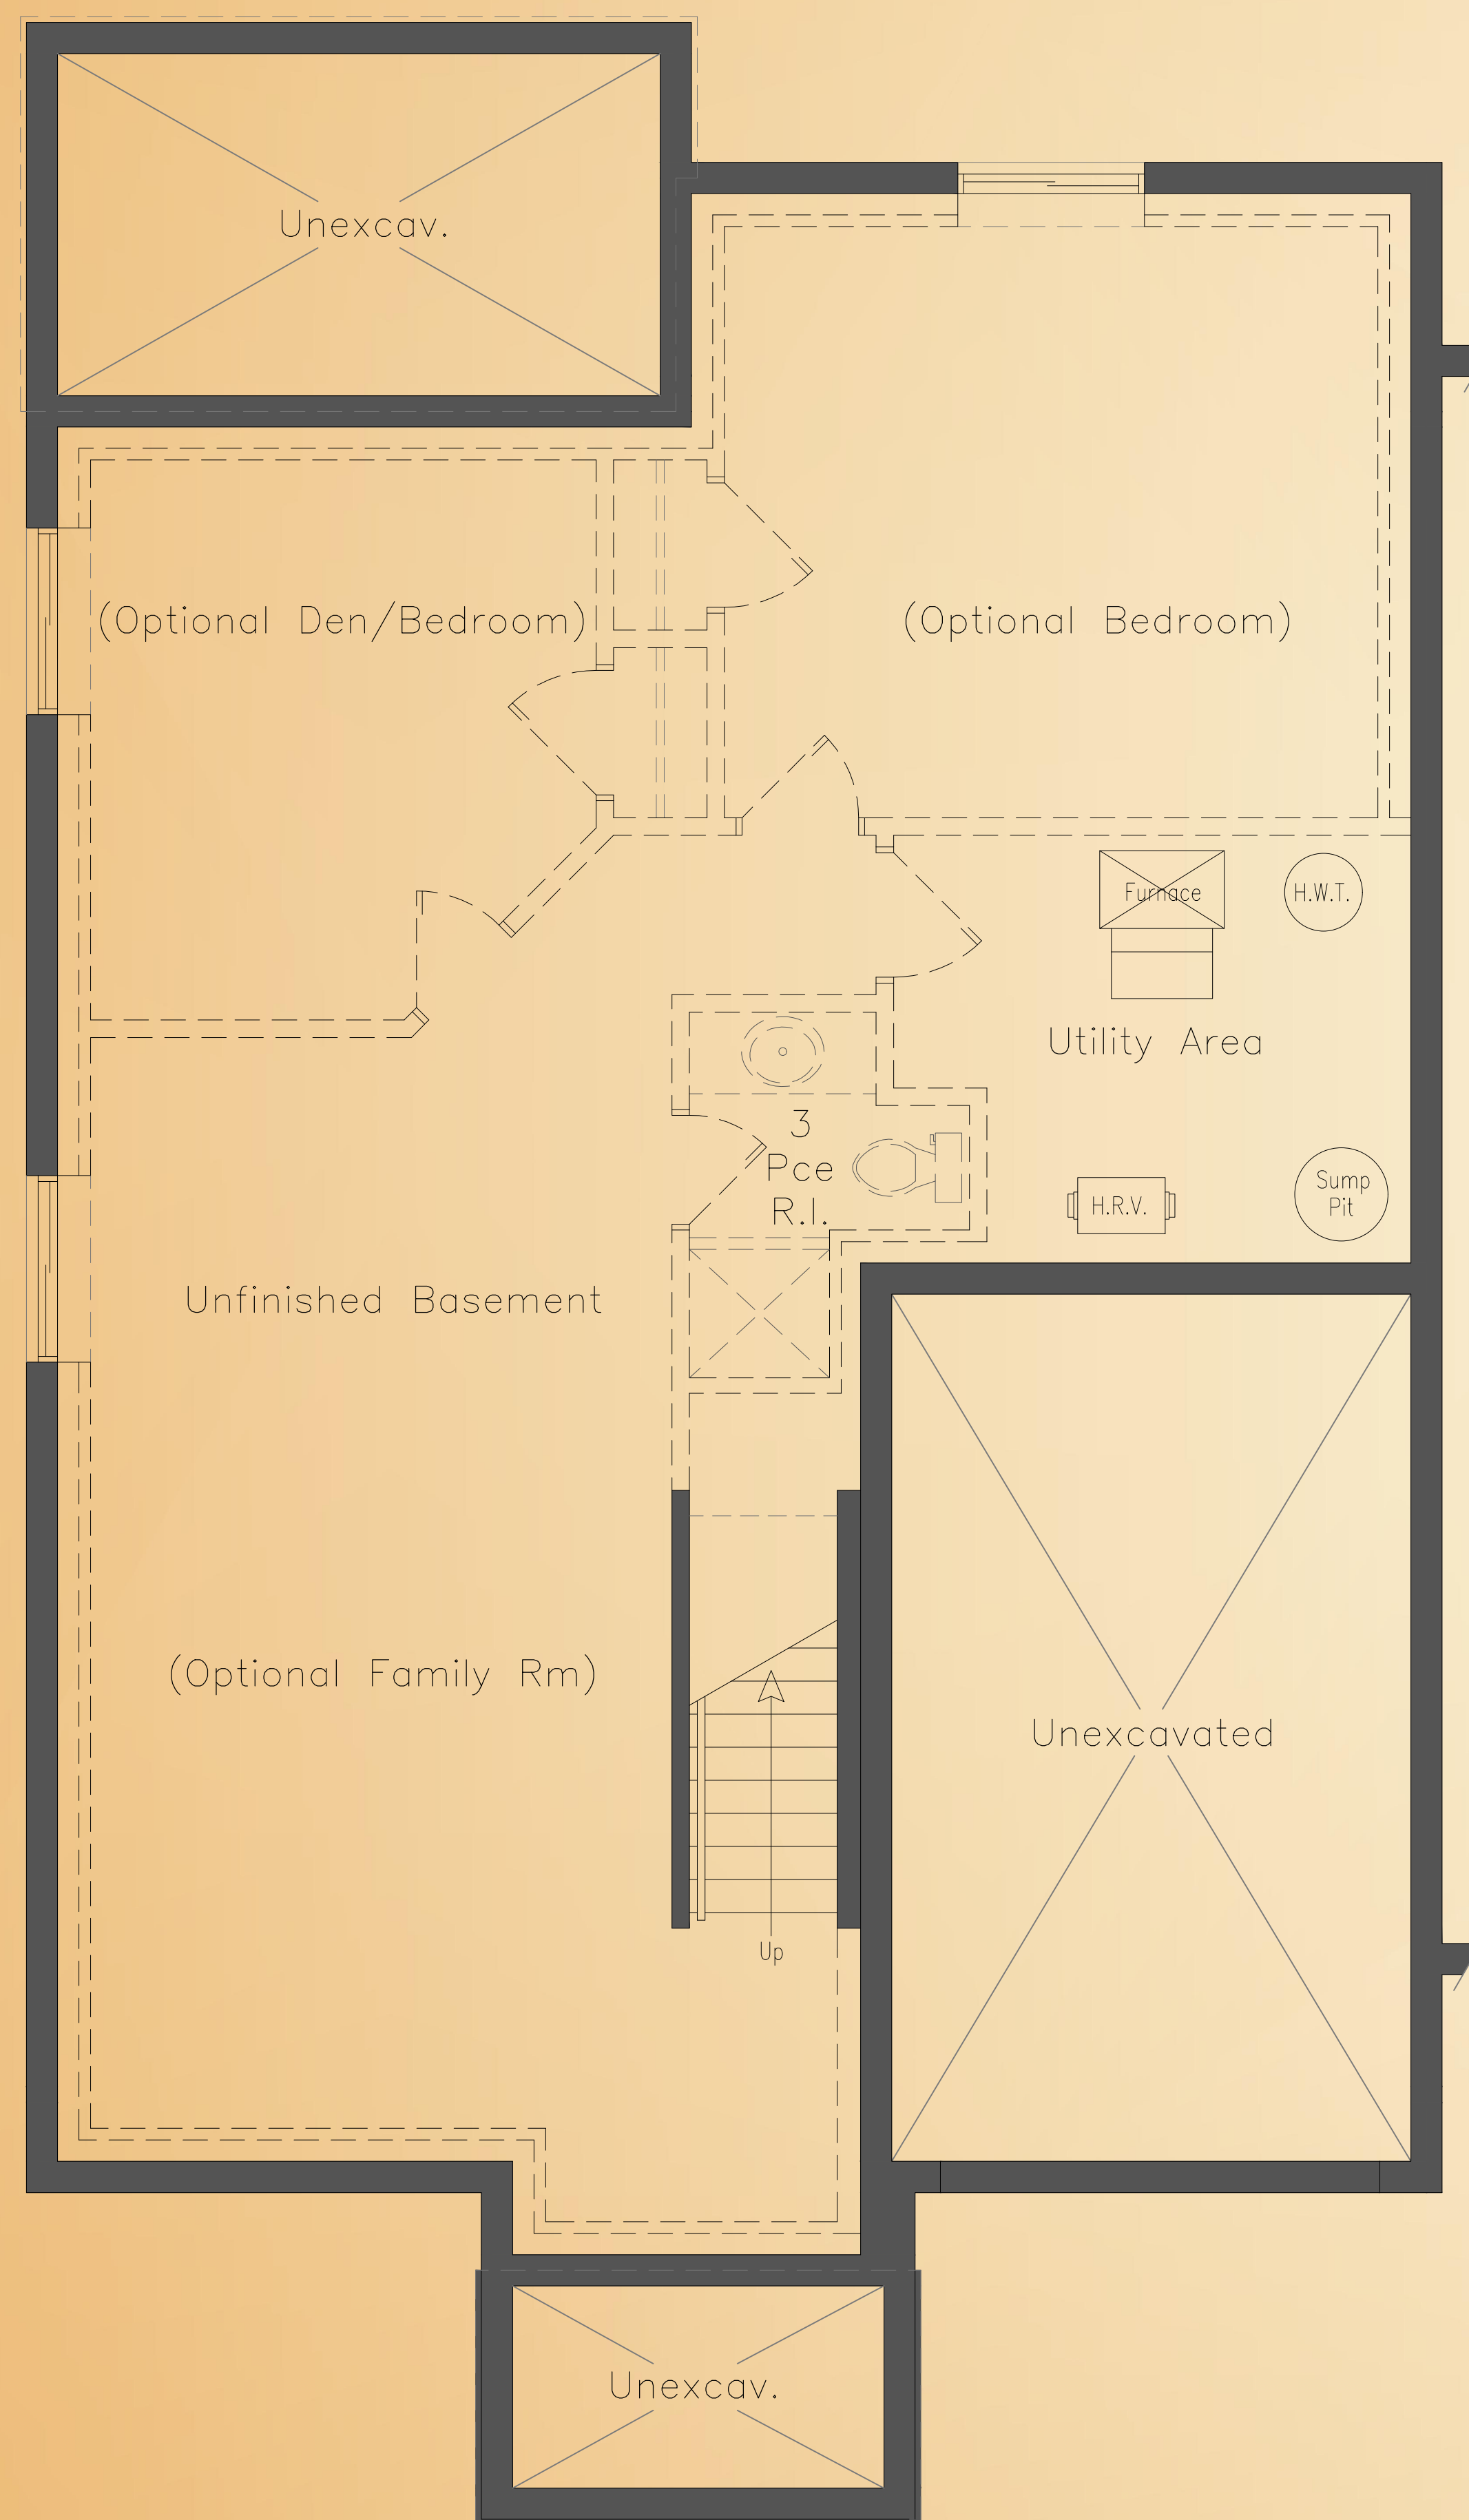 Unexcav.
(Optional Den/Bedroom)
(Optional Bedroom)
Furnace
H.W.T.
Utility Area
3
Pce
R.I.
H.R.V.
Sump
Pit
Unfinished Basement
(Optional Family Rm)
Unexcavated
Up
Unexcav.